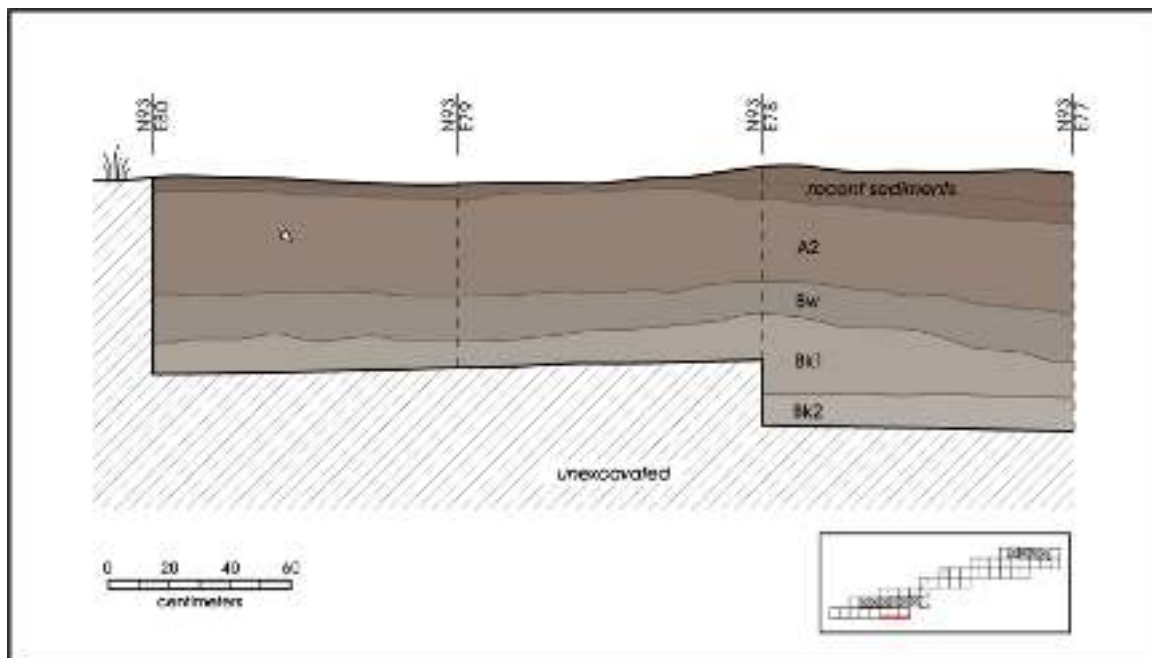 N93
E80
N93
E79
N93
E78
N93
E77
recent sediments
A2
Bw
Bk1
Bk2
unexcavated
0 20 40 60
centimeters